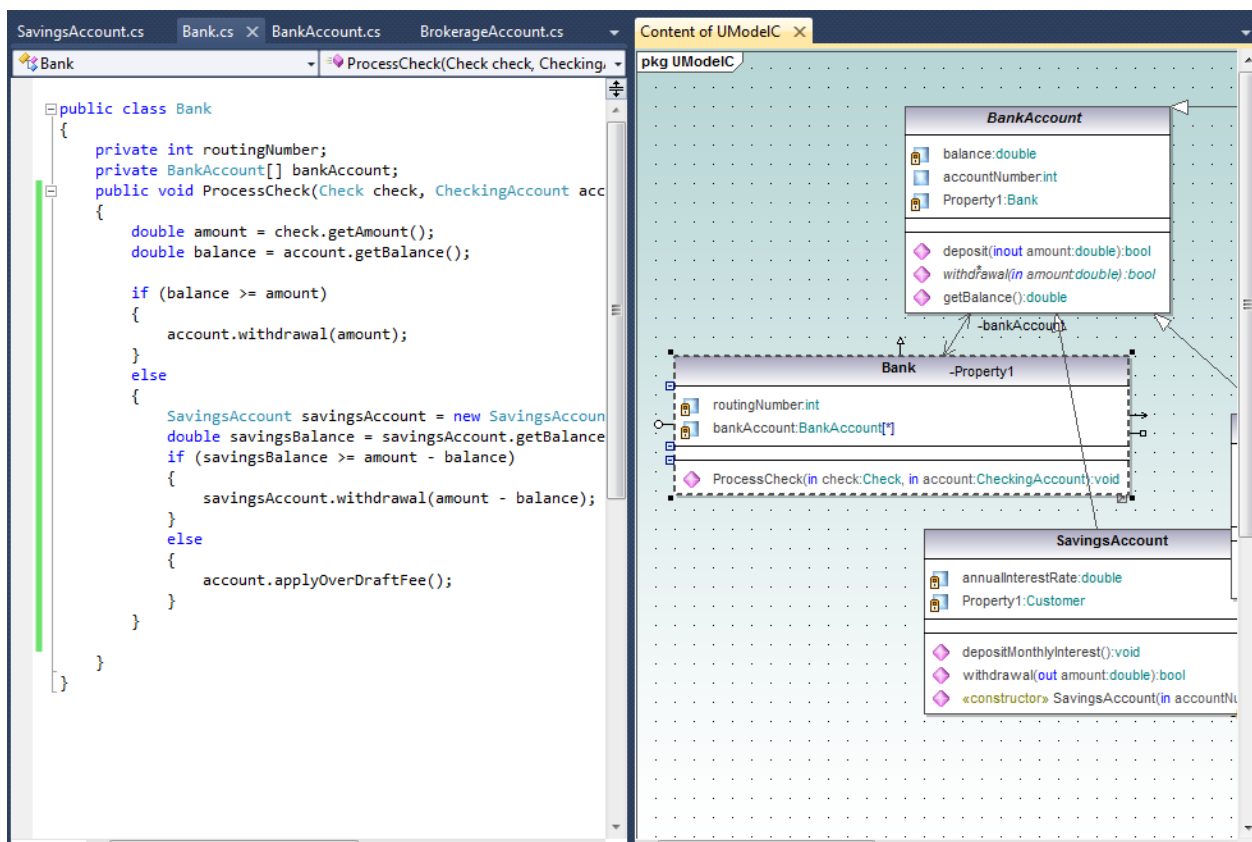 SavingsAccount.cs Bank.cs BankAccount.cs BrokerageAccount.cs
Bank ProcessCheck(Check check, Checking
public class Bank
{
private int routingNumber;
private BankAccount[] bankAccount;
public void ProcessCheck(Check check, CheckingAccount acc
{
double amount = check.getAmount();
double balance = account.getBalance();
if (balance >= amount)
{
account.withdrawal(amount);
}
else
{
SavingsAccount savingsAccount = new SavingsAccoun
double savingsBalance = savingsAccount.getBalance
if (savingsBalance >= amount - balance)
{
savingsAccount.withdrawal(amount - balance);
}
else
{
account.applyOverDraftFee();
}
}
}
}
Content of UModelC
pkg UModelC
BankAccount
balance:double
accountNumber:int
Property1:Bank
deposit(inout amount:double):bool
withdrawal(in amount:double):bool
getBalance():double
-bankAccount
Bank
-Property1
routingNumber:int
bankAccount:BankAccount[*]
ProcessCheck(in check:Check, in account:CheckingAccount):void
SavingsAccount
annualInterestRate:double
Property1:Customer
depositMonthlyInterest():void
withdrawal(out amount:double):bool
«constructor» SavingsAccount(in accountNu